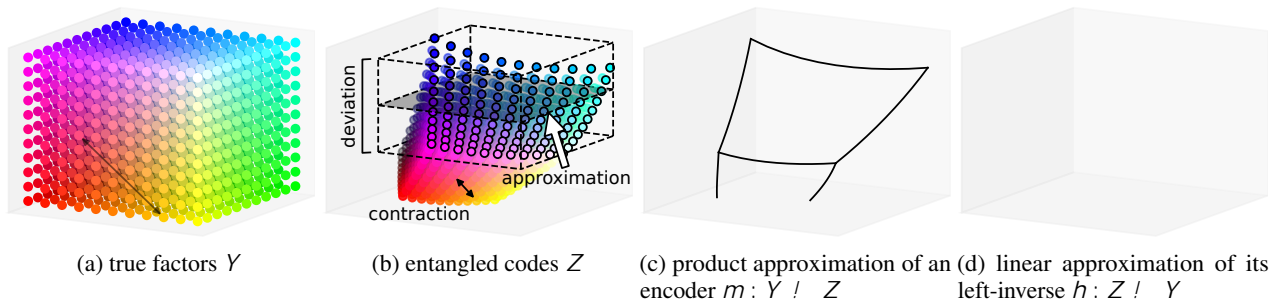 deviation
approximation
contraction
(a) true factors Y
(b) entangled codes Z
(c) product approximation of an
encoder m : Y ! Z
(d) linear approximation of its
left-inverse h : Z ! Y